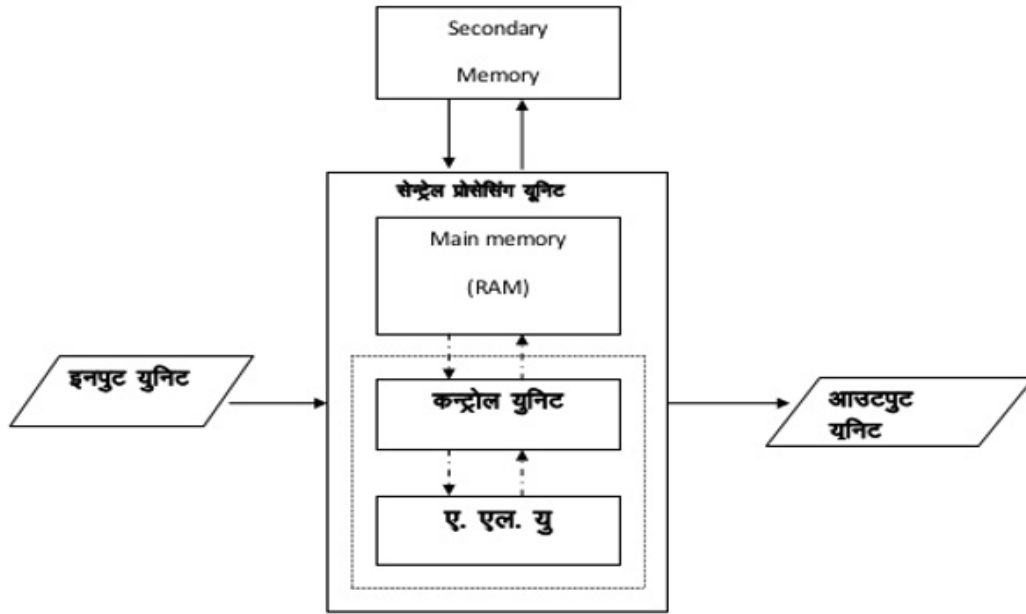 Secondary
Memory
सेन्ट्रेल प्रोसेसिंग यूनिट
Main memory
(RAM)
इनपुट युनिट
कन्ट्रोल युनिट
आउटपुट
यूनिट
ए. एल. यु